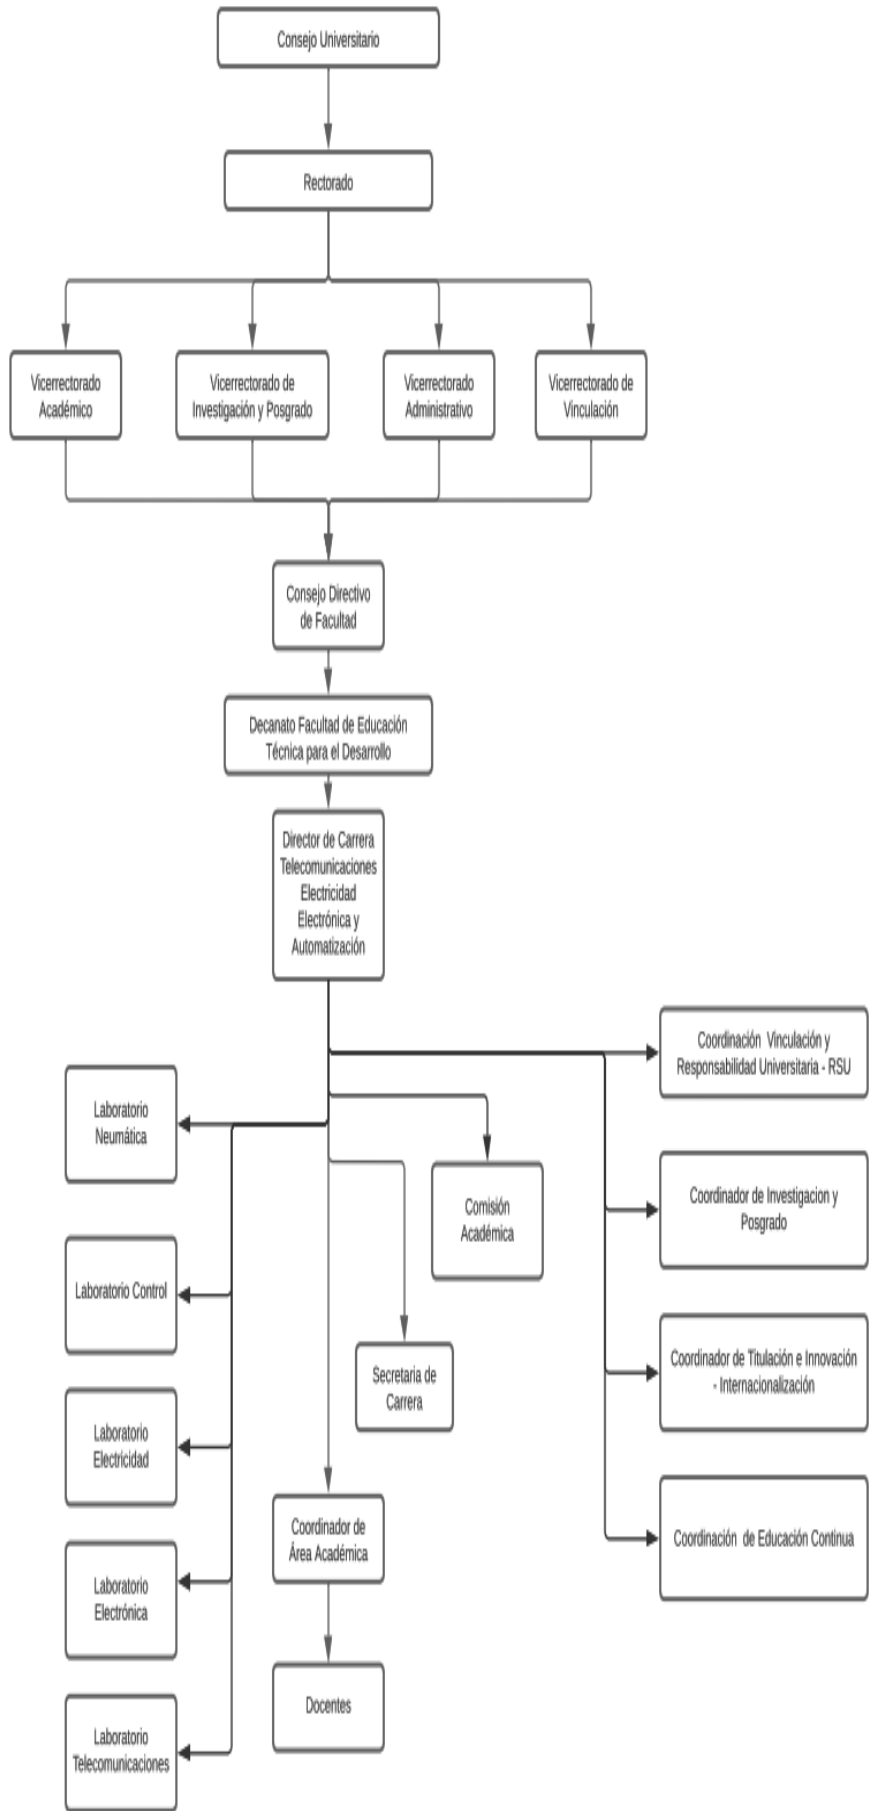 Consejo Universitario
Rectorado
Vicerrectorado
Académico
Vicerrectorado de
Investigación y Posgrado
Vicerrectorado
Administrativo
Vicerrectorado de
Vinculación
Consejo Directivo
de Facultad
Decanato Facultad de Educación
Técnica para el Desarrollo
Director de Carrera
Telecomunicaciones
Electricidad
Electrónica y
Automatización
Coordinación  Vinculación y
Responsabilidad Universitaria - RSU
Laboratorio
Neumática
Comisión
Académica
Coordinador de Investigacion y
Posgrado
Laboratorio Control
Secretaria de
Carrera
Coordinador de Titulación e Innovación
- Internacionalización
Laboratorio
Electricidad
Coordinador de
Área Académica
Coordinación  de Educación Continua
Laboratorio
Electrónica
Docentes
Laboratorio
Telecomunicaciones